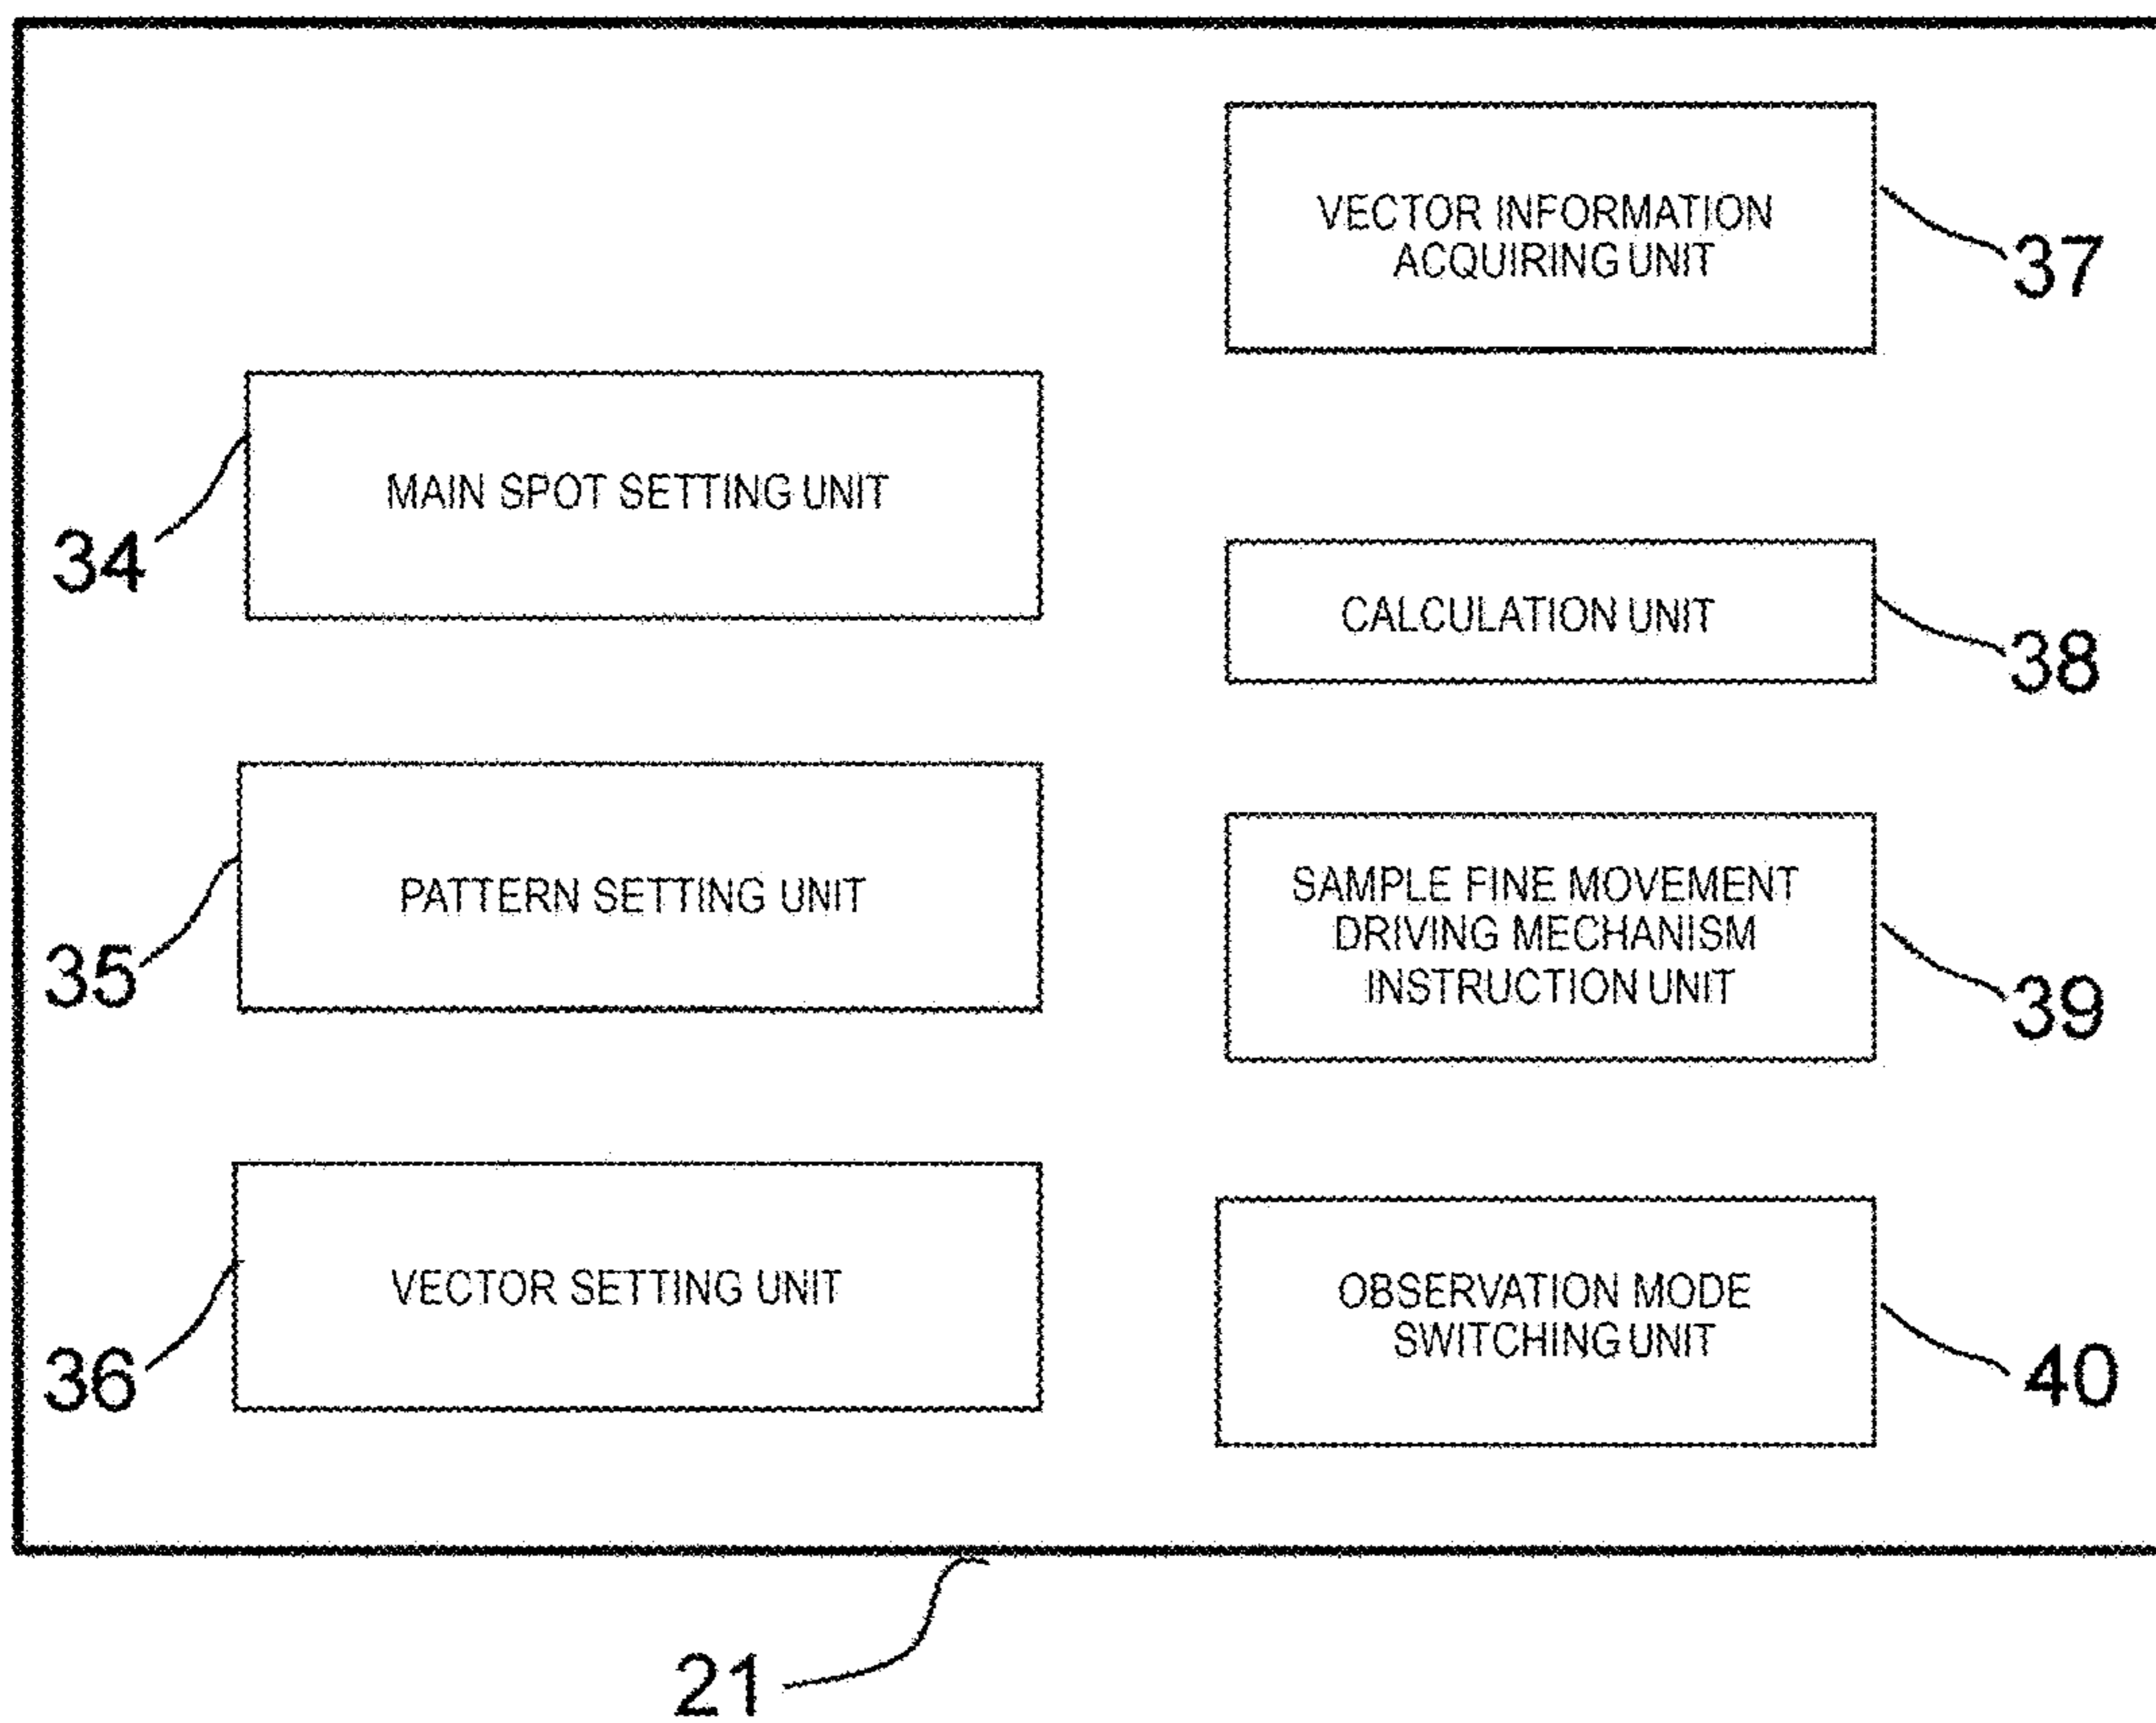 VECTOR INFORMATION
ACQUIRING UNIT
37
MAIN SPOT SETTING UNIT
34
CALCULATION UNIT
38
PATTERN SETTING UNIT
35
SAMPLE FINE MOVEMENT
DRIVING MECHANISM
INSTRUCTION UNIT
39
VECTOR SETTING UNIT
36
OBSERVATION MODE
SWITCHING UNIT
40
21